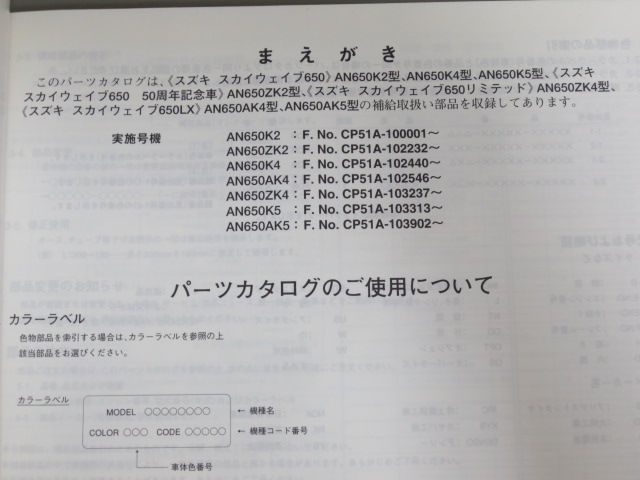 まえがき
このパーツカタログは、《スズキ スカイウェイブ650》AN650K2型、AN650K4型、AN650K5型、《スズキ
スカイウェイブ650 50周年記念車》AN650ZK2型、《スズキ スカイウェイブ650リミテッド》AN650ZK4型、
《スズキ スカイウェイブ650LX》AN650AK4型、AN650AK5型の補給取扱い部品を収録してあります。
実施号機
AN650K2 : F. No. CP51A-100001〜
AN650ZK2 : F. No. CP51A-102232〜
AN650K4 : F. No. CP51A-102440〜
AN650AK4 : F. No. CP51A-102546〜
AN650ZK4 : F. No. CP51A-103237〜
AN650K5 : F. No. CP51A-103313〜
AN650AK5 : F. No. CP51A-103902〜
パーツカタログのご使用について
カラーラベル
色物部品を索引する場合は、カラーラベルを参照の上
該当部品をお選びください。
カラーラベル
MODEL ○○○○○○○○ ← 機種名
COLOR ○○○ CODE ○○○○○ ← 機種コード番号
車体色番号